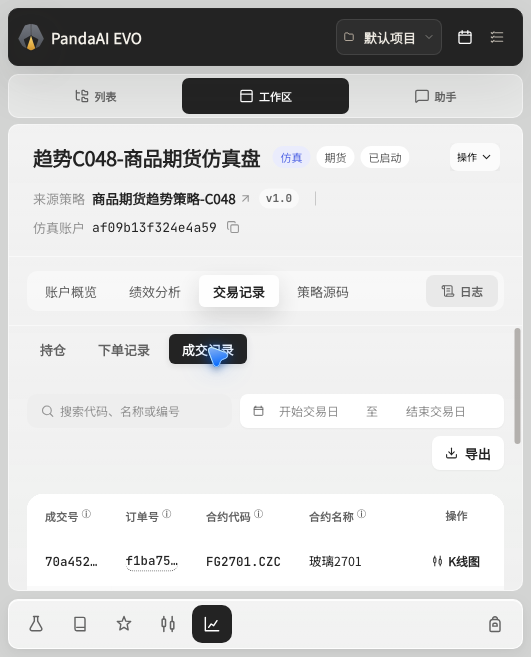 PandaAI EVO
默认项目
列表
工作区
助手
趋势C048-商品期货仿真盘 仿真 期货 已启动 操作
来源策略 商品期货趋势策略-C048 v1.0
仿真账户 af09b13f324e4a59
账户概览 绩效分析 交易记录 策略源码 日志
持仓 下单记录 成交记录
搜索代码、名称或编号 开始交易日 至 结束交易日
导出
成交号 订单号 合约代码 合约名称 操作
70a452… f1ba75… FG2701.CZC 玻璃2701 K线图